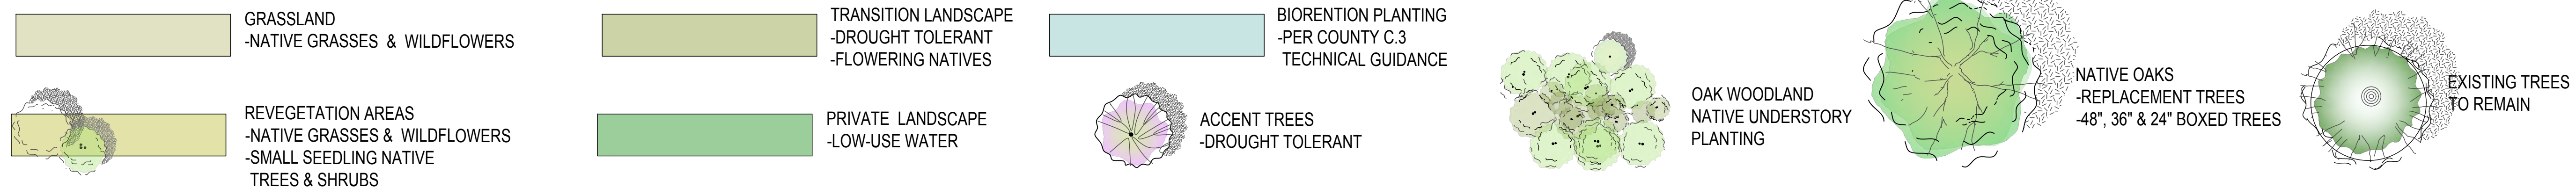 GRASSLAND
-NATIVE GRASSES & WILDFLOWERS
REVEGETATION AREAS
-NATIVE GRASSES & WILDFLOWERS
-SMALL SEEDLING NATIVE
TREES & SHRUBS
TRANSITION LANDSCAPE
-DROUGHT TOLERANT
-FLOWERING NATIVES
PRIVATE LANDSCAPE
-LOW-USE WATER
BIORENTION PLANTING
-PER COUNTY C.3
TECHNICAL GUIDANCE
ACCENT TREES
-DROUGHT TOLERANT
OAK WOODLAND
NATIVE UNDERSTORY
PLANTING
NATIVE OAKS
-REPLACEMENT TREES
-48", 36" & 24" BOXED TREES
EXISTING TREES
TO REMAIN